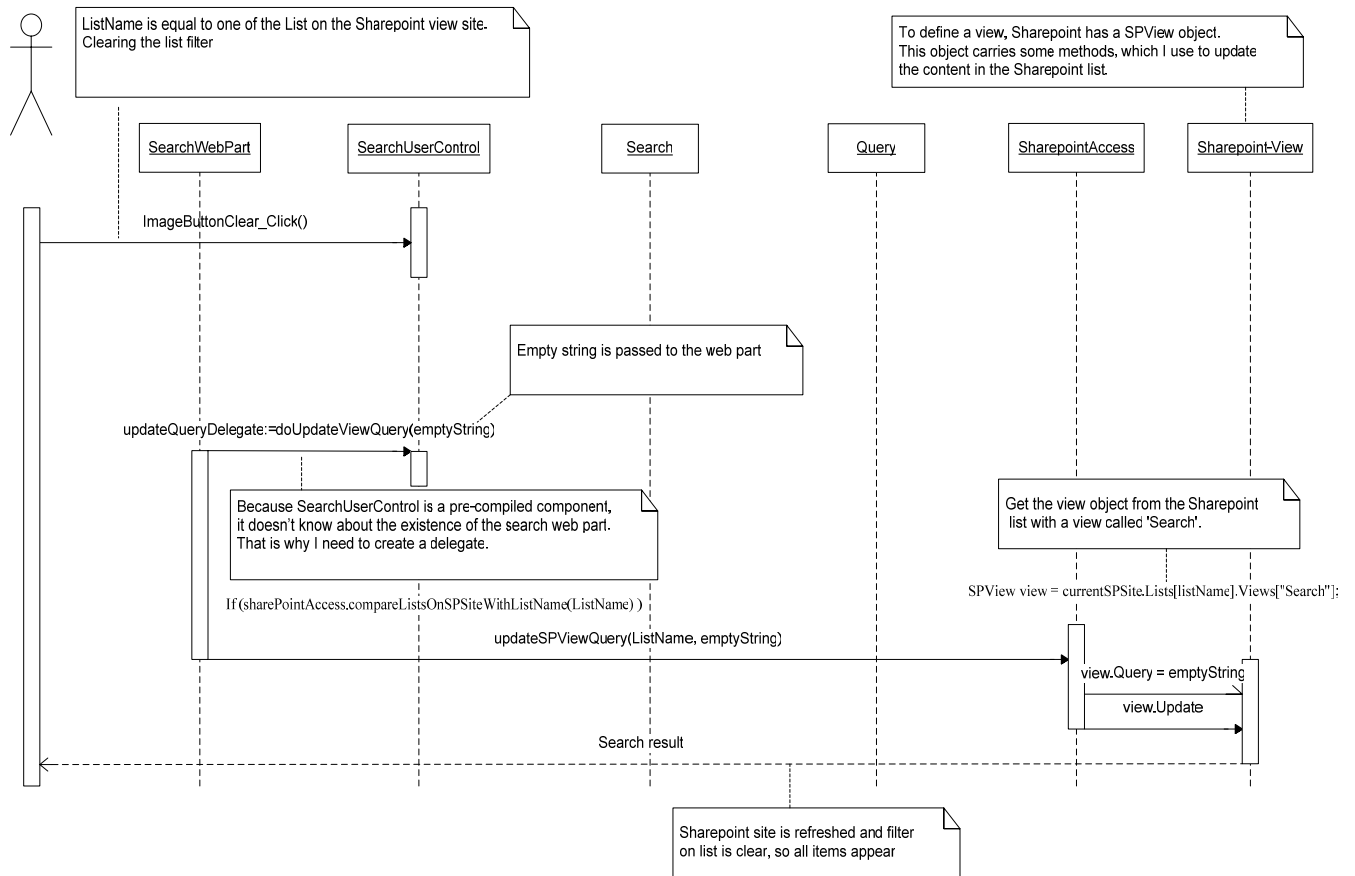 ListName is equal to one of the List on the Sharepoint view site.
Clearing the list filter
To define a view, Sharepoint has a SPView object.
This object carries some methods, which I use to update
the content in the Sharepoint list.
SearchWebPart
SearchUserControl
Search
Query
SharepointAccess
Sharepoint-View
ImageButtonClear_Click()
Empty string is passed to the web part
updateQueryDelegate:=doUpdateViewQuery(emptyString)
Because SearchUserControl is a pre-compiled component,
it doesn't know about the existence of the search web part.
That is why I need to create a delegate.
Get the view object from the Sharepoint
list with a view called 'Search'.
SPView view = currentSPSite.Lists[listName].Views["Search"];
If (sharePointAccess.compareListsOnSPSiteWithListName(ListName) )
updateSPViewQuery(ListName, emptyString)
view.Query = emptyString
view.Update
Search result
Sharepoint site is refreshed and filter
on list is clear, so all items appear